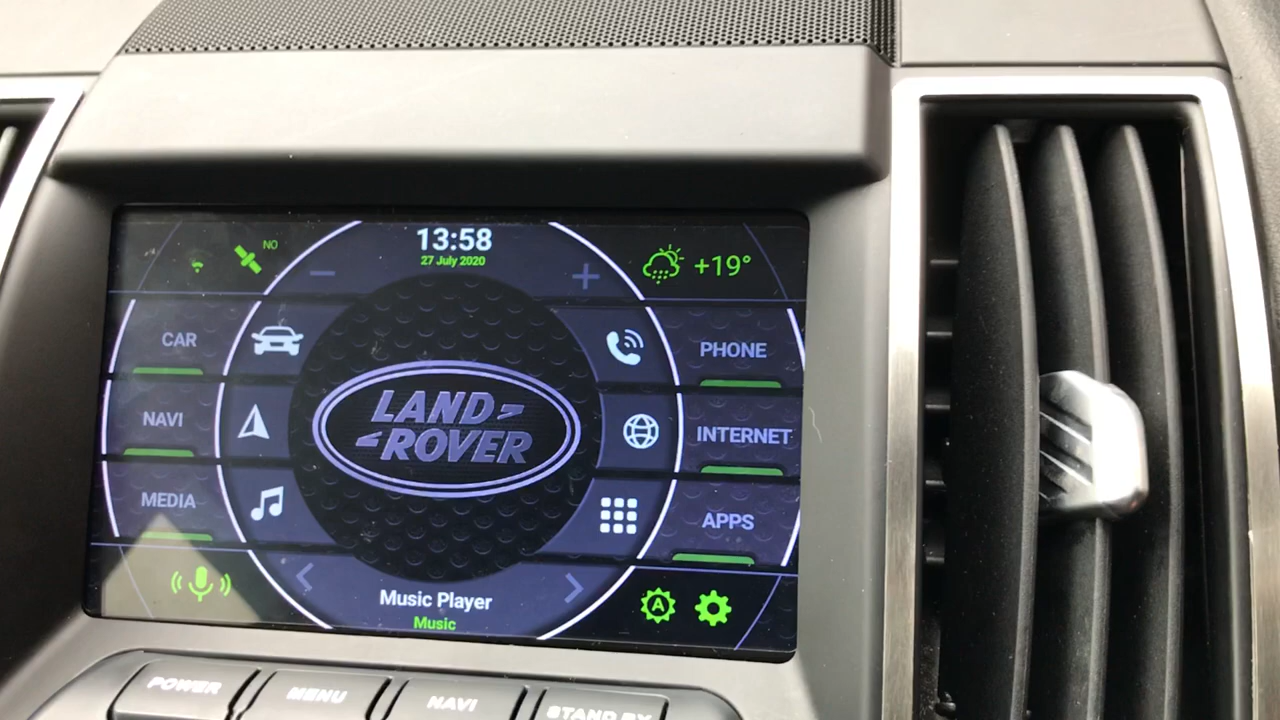 NO
13:58
27 July 2020
+19°
CAR
PHONE
NAVI
INTERNET
MEDIA
APPS
LAND
ROVER
Music Player
Music
A
POWER
MENU
NAVI
STAND BY